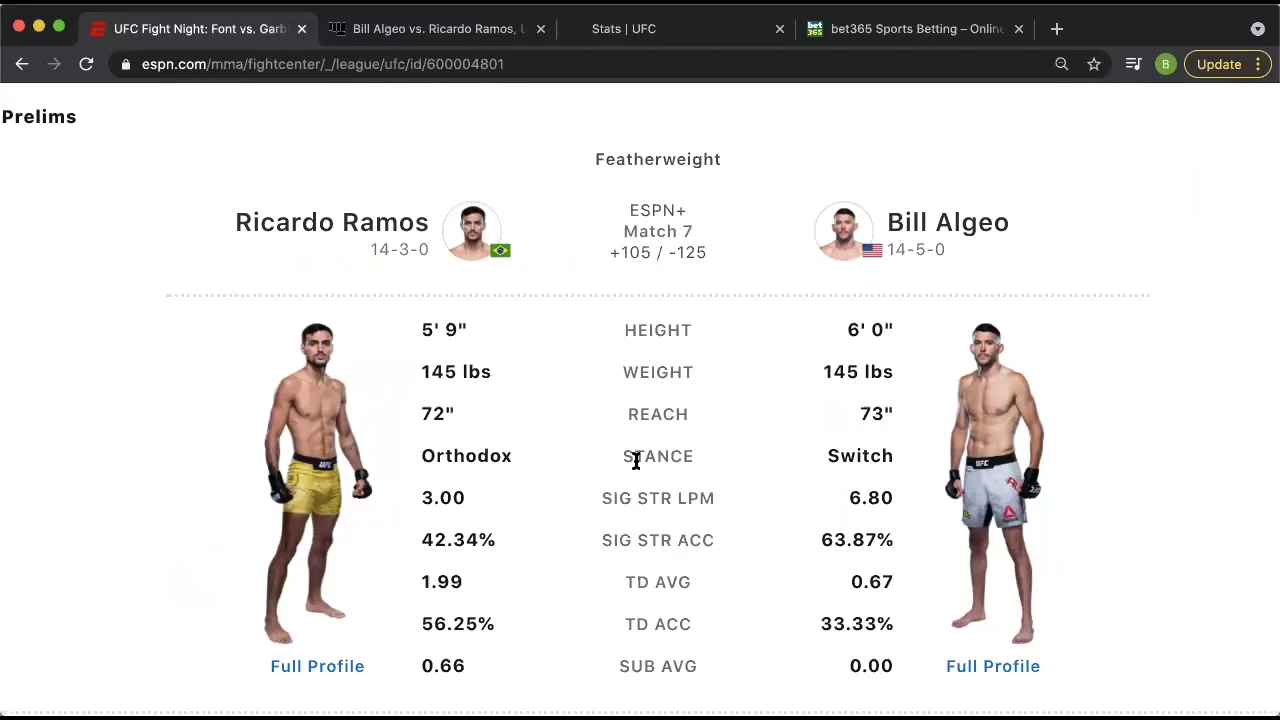 UFC Fight Night: Font vs. Garb
Bill Algeo vs. Ricardo Ramos,
Stats | UFC
bet365 Sports Betting – Online
espn.com/mma/fightcenter/_/league/ufc/id/600004801
B
Update
Prelims
Featherweight
Ricardo Ramos
14-3-0
ESPN+
Match 7
+105 / -125
Bill Algeo
14-5-0
5' 9" HEIGHT 6' 0"
145 lbs WEIGHT 145 lbs
72" REACH 73"
Orthodox STANCE Switch
3.00 SIG STR LPM 6.80
42.34% SIG STR ACC 63.87%
1.99 TD AVG 0.67
56.25% TD ACC 33.33%
Full Profile 0.66 SUB AVG 0.00 Full Profile